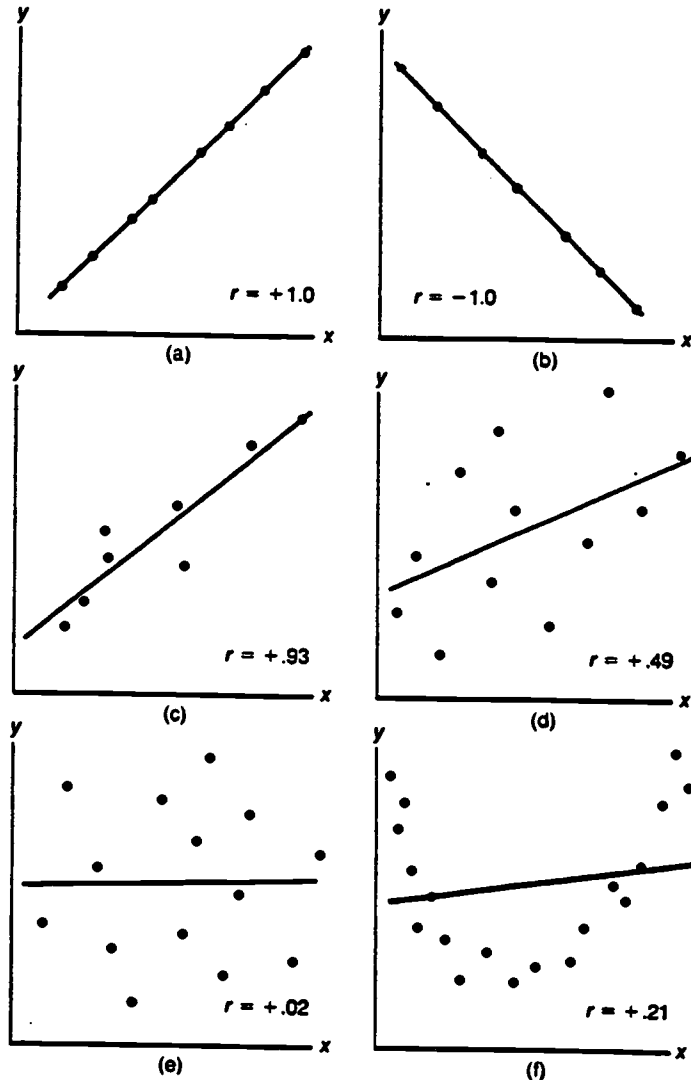 y
y
r = +1.0
r = −1.0
x
x
(a)
(b)
y
y
r = +.93
r = +.49
x
x
(c)
(d)
y
y
r = +.02
r = +.21
x
x
(e)
(f)